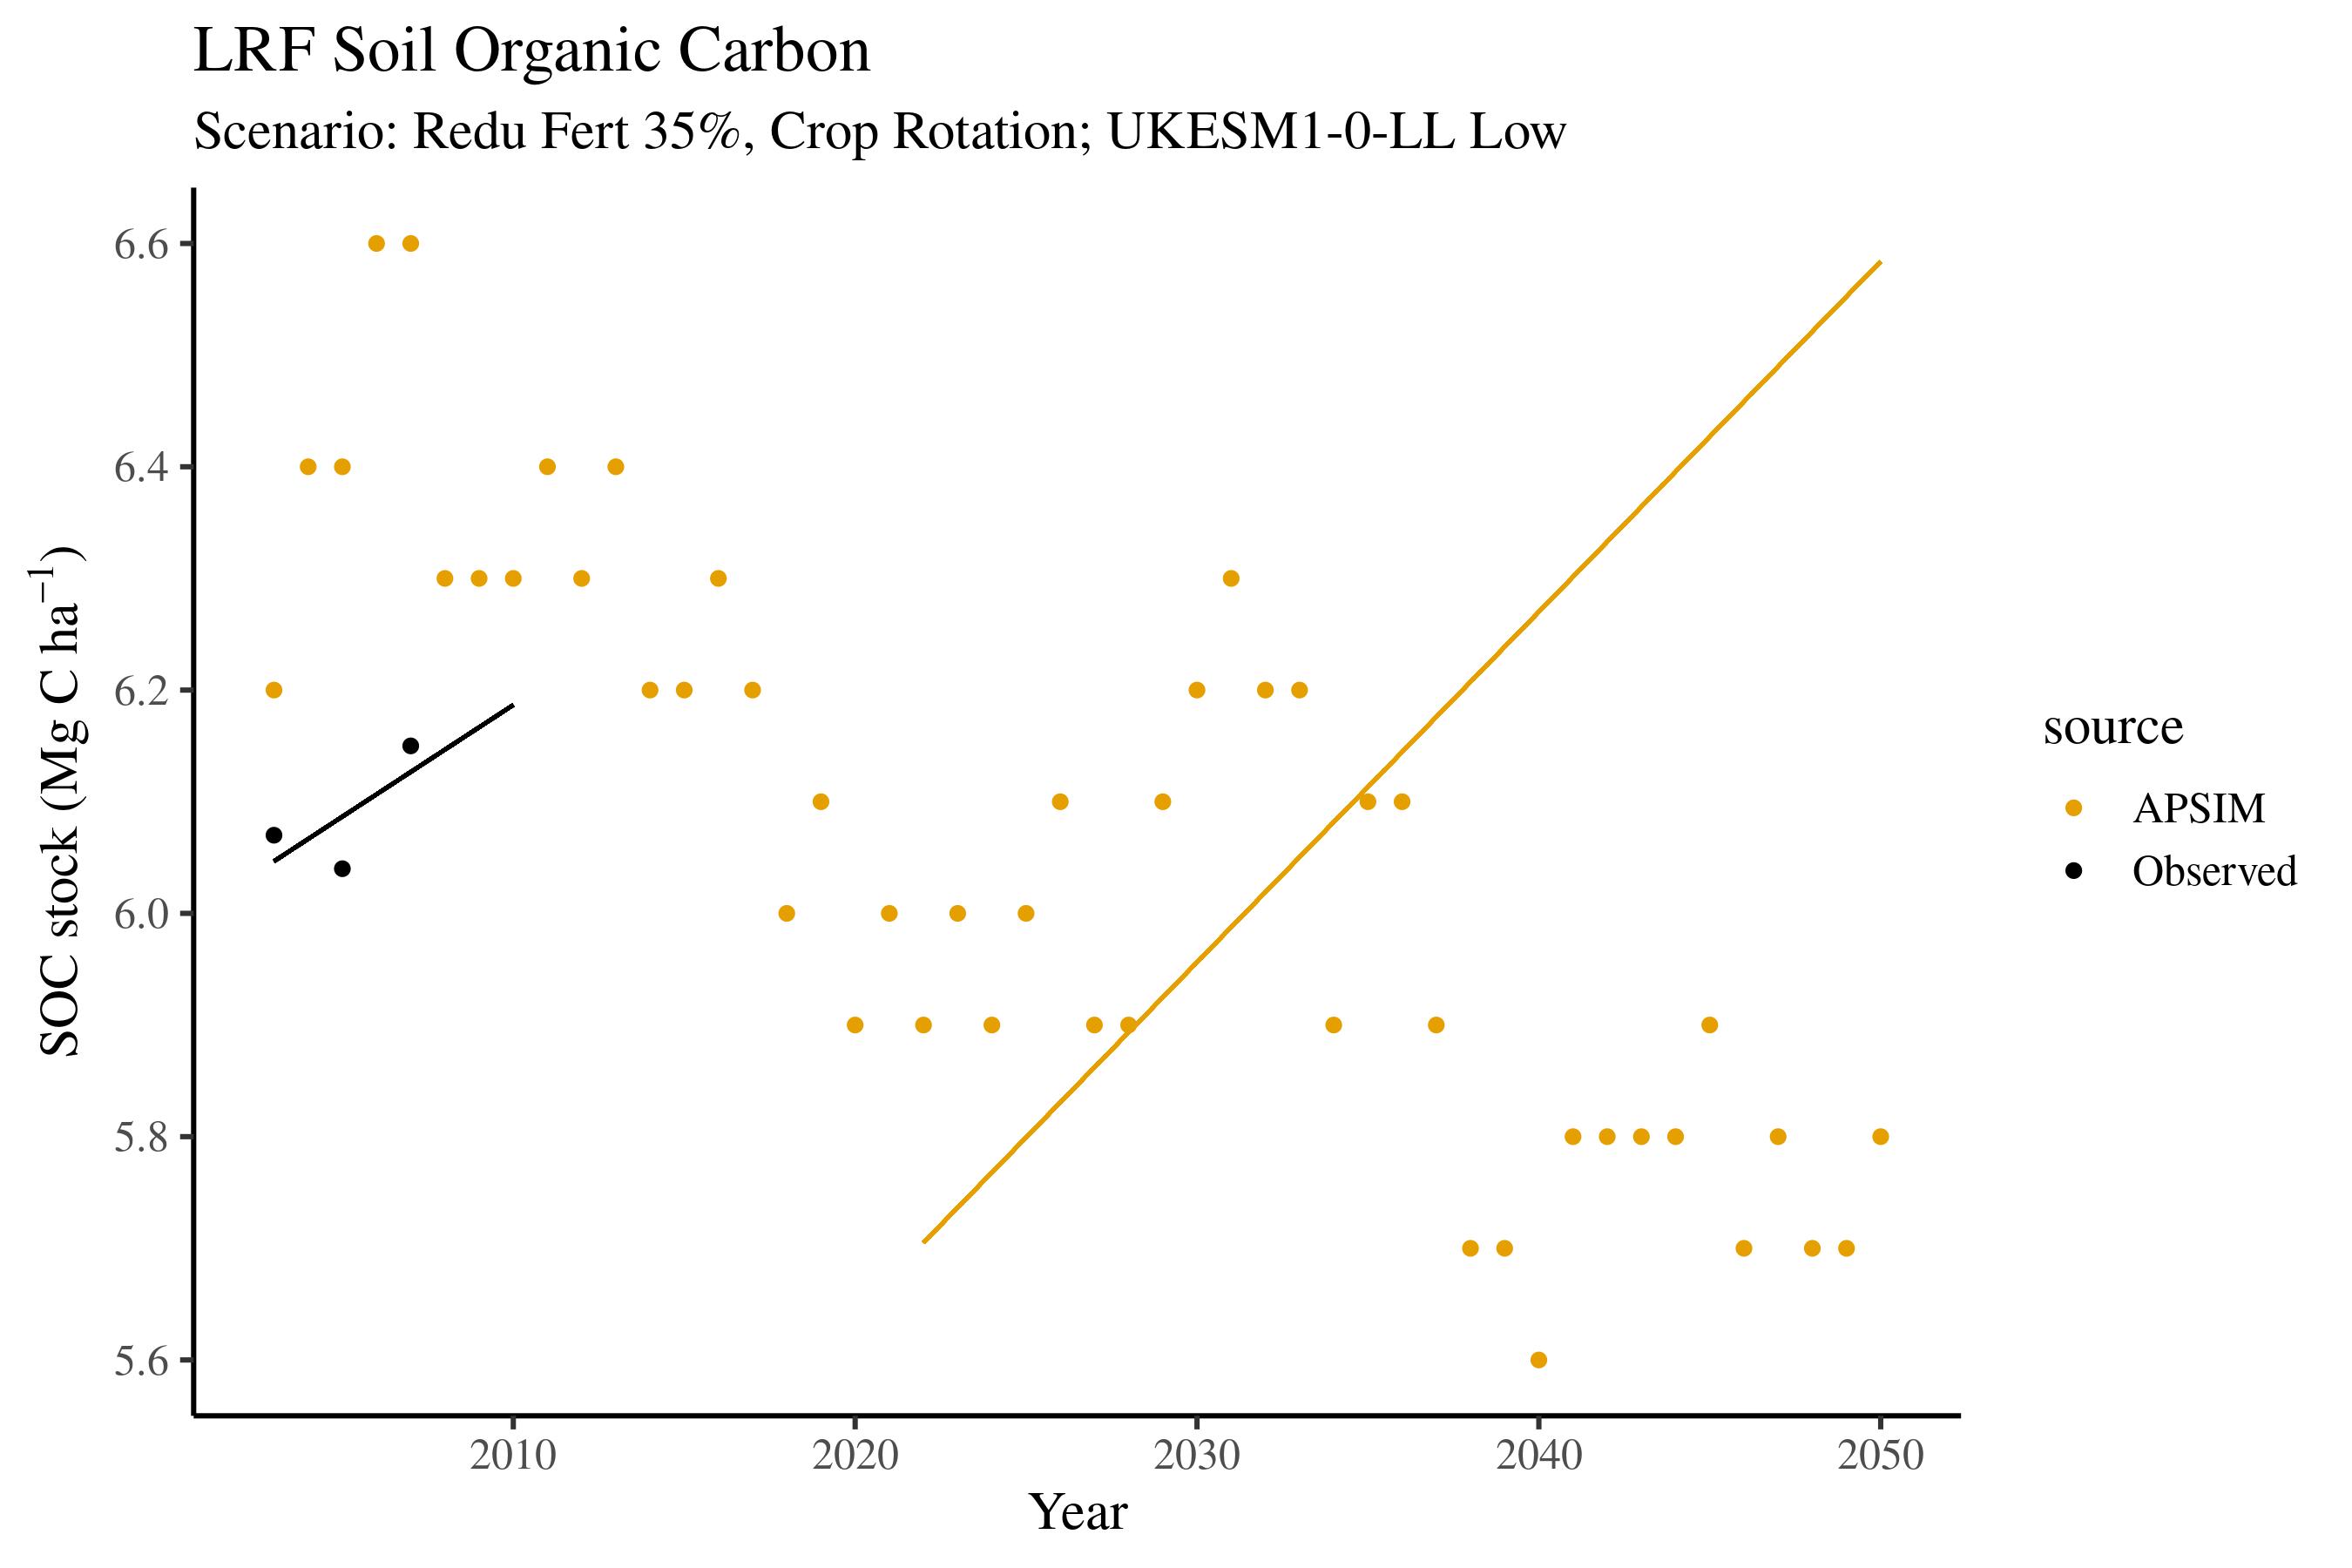 LRF Soil Organic Carbon
Scenario: Redu Fert 35%, Crop Rotation; UKESM1-0-LL Low
SOC stock (Mg C ha⁻¹)
6.6
6.4
6.2
6.0
5.8
5.6
2010 2020 2030 2040 2050
Year
source
APSIM
Observed